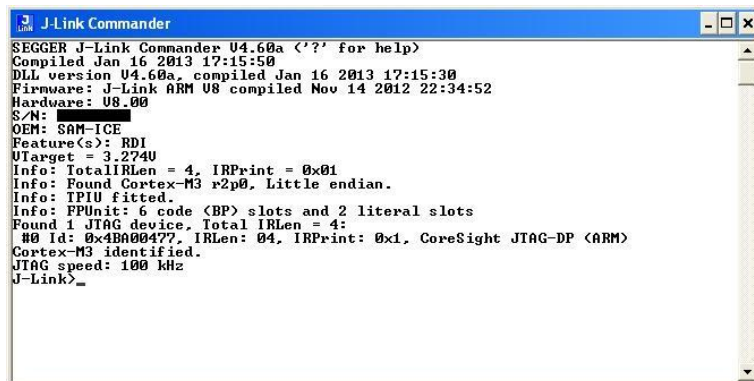 J-Link Commander
SEGGER J-Link Commander V4.60a ('?' for help)
Compiled Jan 16 2013 17:15:50
DLL version V4.60a, compiled Jan 16 2013 17:15:30
Firmware: J-Link ARM V8 compiled Nov 14 2012 22:34:52
Hardware: V8.00
S/N:
OEM: SAM-ICE
Feature(s): RDI
VTarget = 3.274V
Info: TotalIRLen = 4, IRPrint = 0x01
Info: Found Cortex-M3 r2p0, Little endian.
Info: TPIU fitted.
Info: FPUnit: 6 code (BP) slots and 2 literal slots
Found 1 JTAG device, Total IRLen = 4:
 #0 Id: 0x4BA00477, IRLen: 04, IRPrint: 0x1, CoreSight JTAG-DP (ARM)
Cortex-M3 identified.
JTAG speed: 100 kHz
J-Link>_